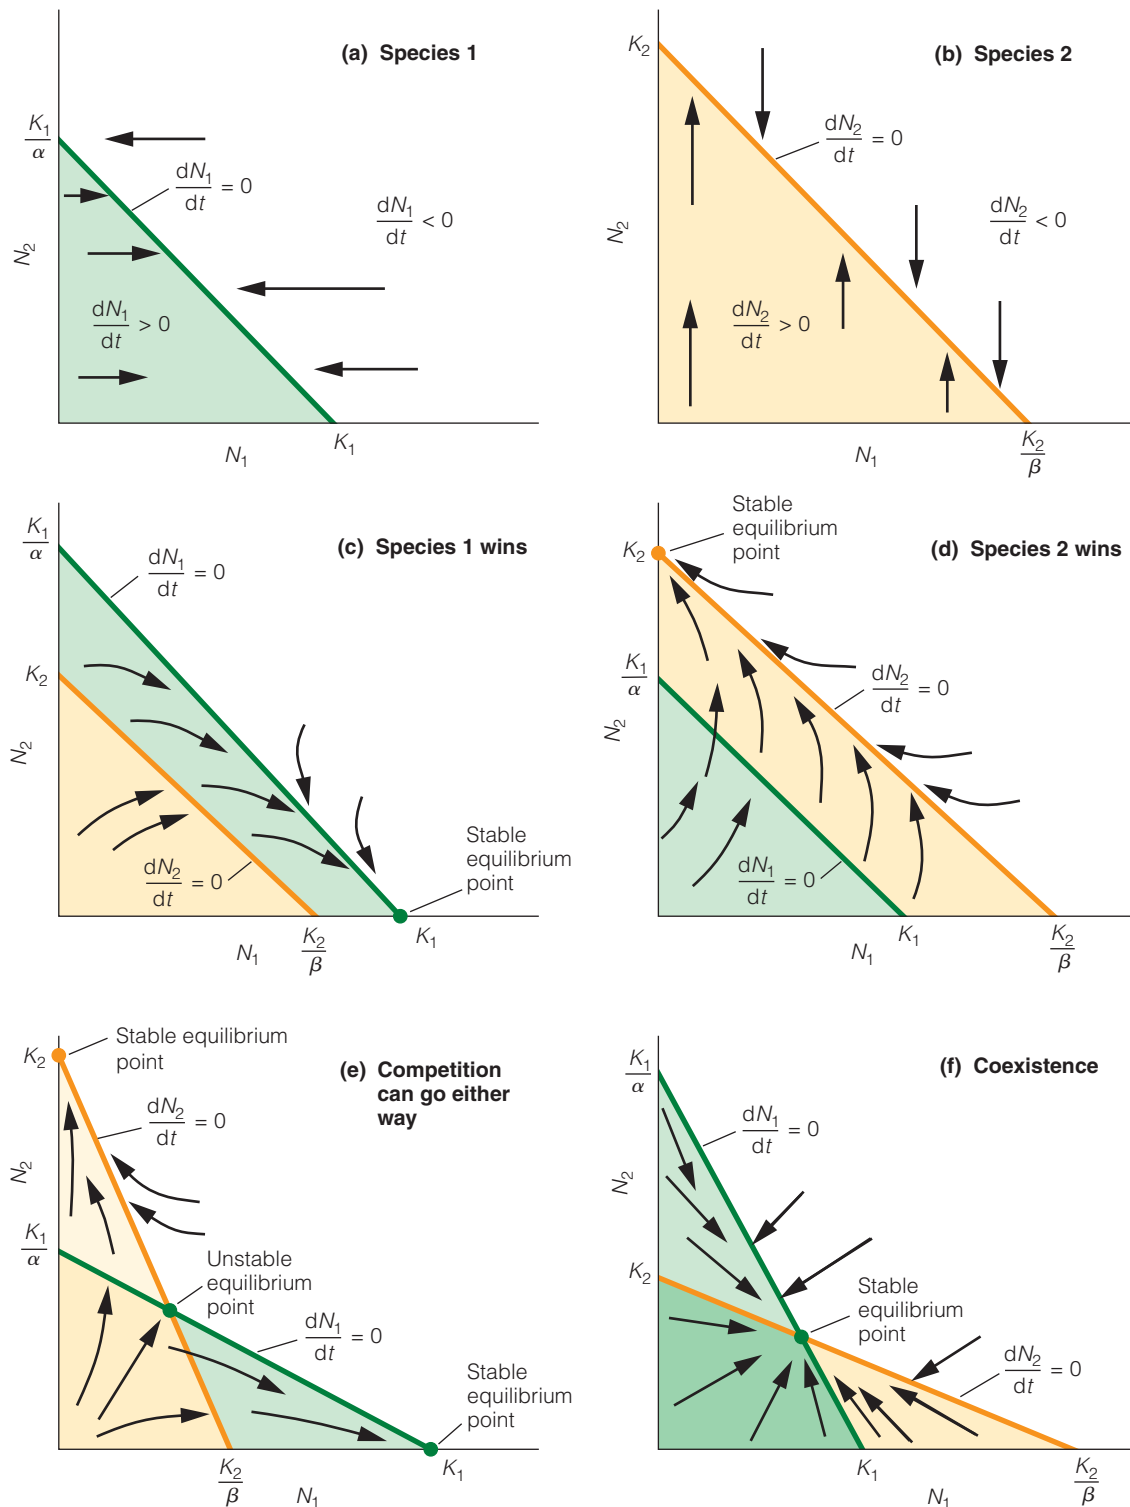 (a) Species 1
K₁
α
dN₁
dt
= 0
dN₁
dt
< 0
N₂
dN₁
dt
> 0
K₁
N₁
(b) Species 2
K₂
dN₂
dt
= 0
dN₂
dt
< 0
N₂
dN₂
dt
> 0
N₁
K₂
β
(c) Species 1 wins
K₁
α
dN₁
dt
= 0
K₂
N₂
dN₂
dt
= 0
Stable
equilibrium
point
N₁
K₂
β
K₁
(d) Species 2 wins
Stable
equilibrium
point
K₂
K₁
α
dN₂
dt
= 0
N₂
dN₁
dt
= 0
N₁
K₁
K₂
β
(e) Competition
can go either
way
Stable equilibrium
point
K₂
dN₂
dt
= 0
N₂
K₁
α
Unstable
equilibrium
point
dN₁
dt
= 0
Stable
equilibrium
point
K₂
β
N₁
K₁
(f) Coexistence
K₁
α
dN₁
dt
= 0
N₂
K₂
Stable
equilibrium
point
dN₂
dt
= 0
K₁
N₁
K₂
β